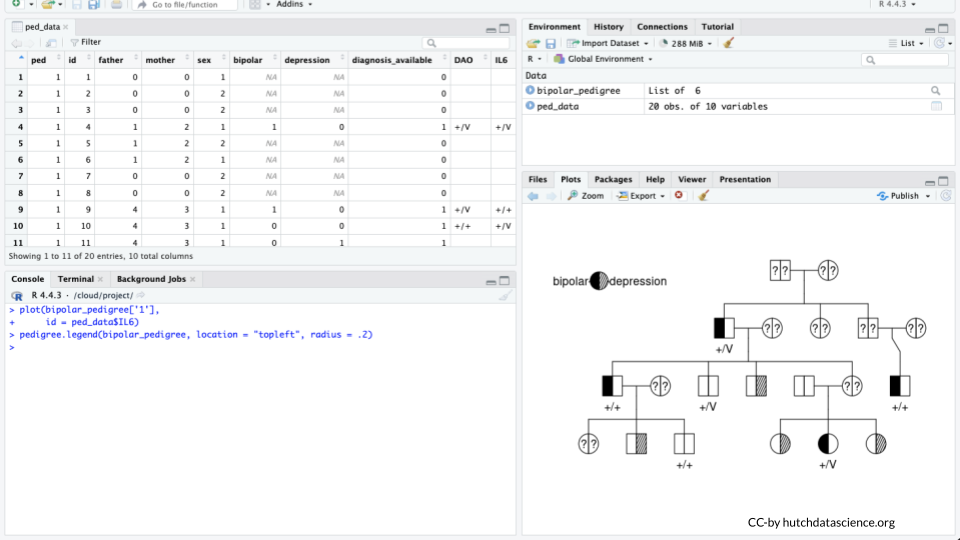 Go to file/function Addins R 4.4.3
ped_data
Filter
ped id father mother sex bipolar depression diagnosis_available DAO IL6
1 1 1 0 0 1 NA NA 0
2 1 2 0 0 2 NA NA 0
3 1 3 0 0 2 NA NA 0
4 1 4 1 2 1 1 0 1 +/V +/V
5 1 5 1 2 2 NA NA 0
6 1 6 1 2 1 NA NA 0
7 1 7 0 0 2 NA NA 0
8 1 8 0 0 2 NA NA 0
9 1 9 4 3 1 1 0 1 +/V +/+
10 1 10 4 3 1 0 0 1 +/+ +/V
11 1 11 4 3 1 0 1 1
Showing 1 to 11 of 20 entries, 10 total columns
Console Terminal Background Jobs
R 4.4.3 · /cloud/project/
> plot(bipolar_pedigree['1'],
+ id = ped_data$IL6)
> pedigree.legend(bipolar_pedigree, location = "topleft", radius = .2)
>
Environment History Connections Tutorial
Import Dataset 288 MiB List
R Global Environment
Data
bipolar_pedigree List of 6
ped_data 20 obs. of 10 variables
Files Plots Packages Help Viewer Presentation
Zoom Export Publish
bipolar depression
? ? ? ?
? ? ? ? ? ? ? ?
+/V
? ? ? ?
+/+ +/V +/+
? ?
+/+ +/V
CC-by hutchdatascience.org